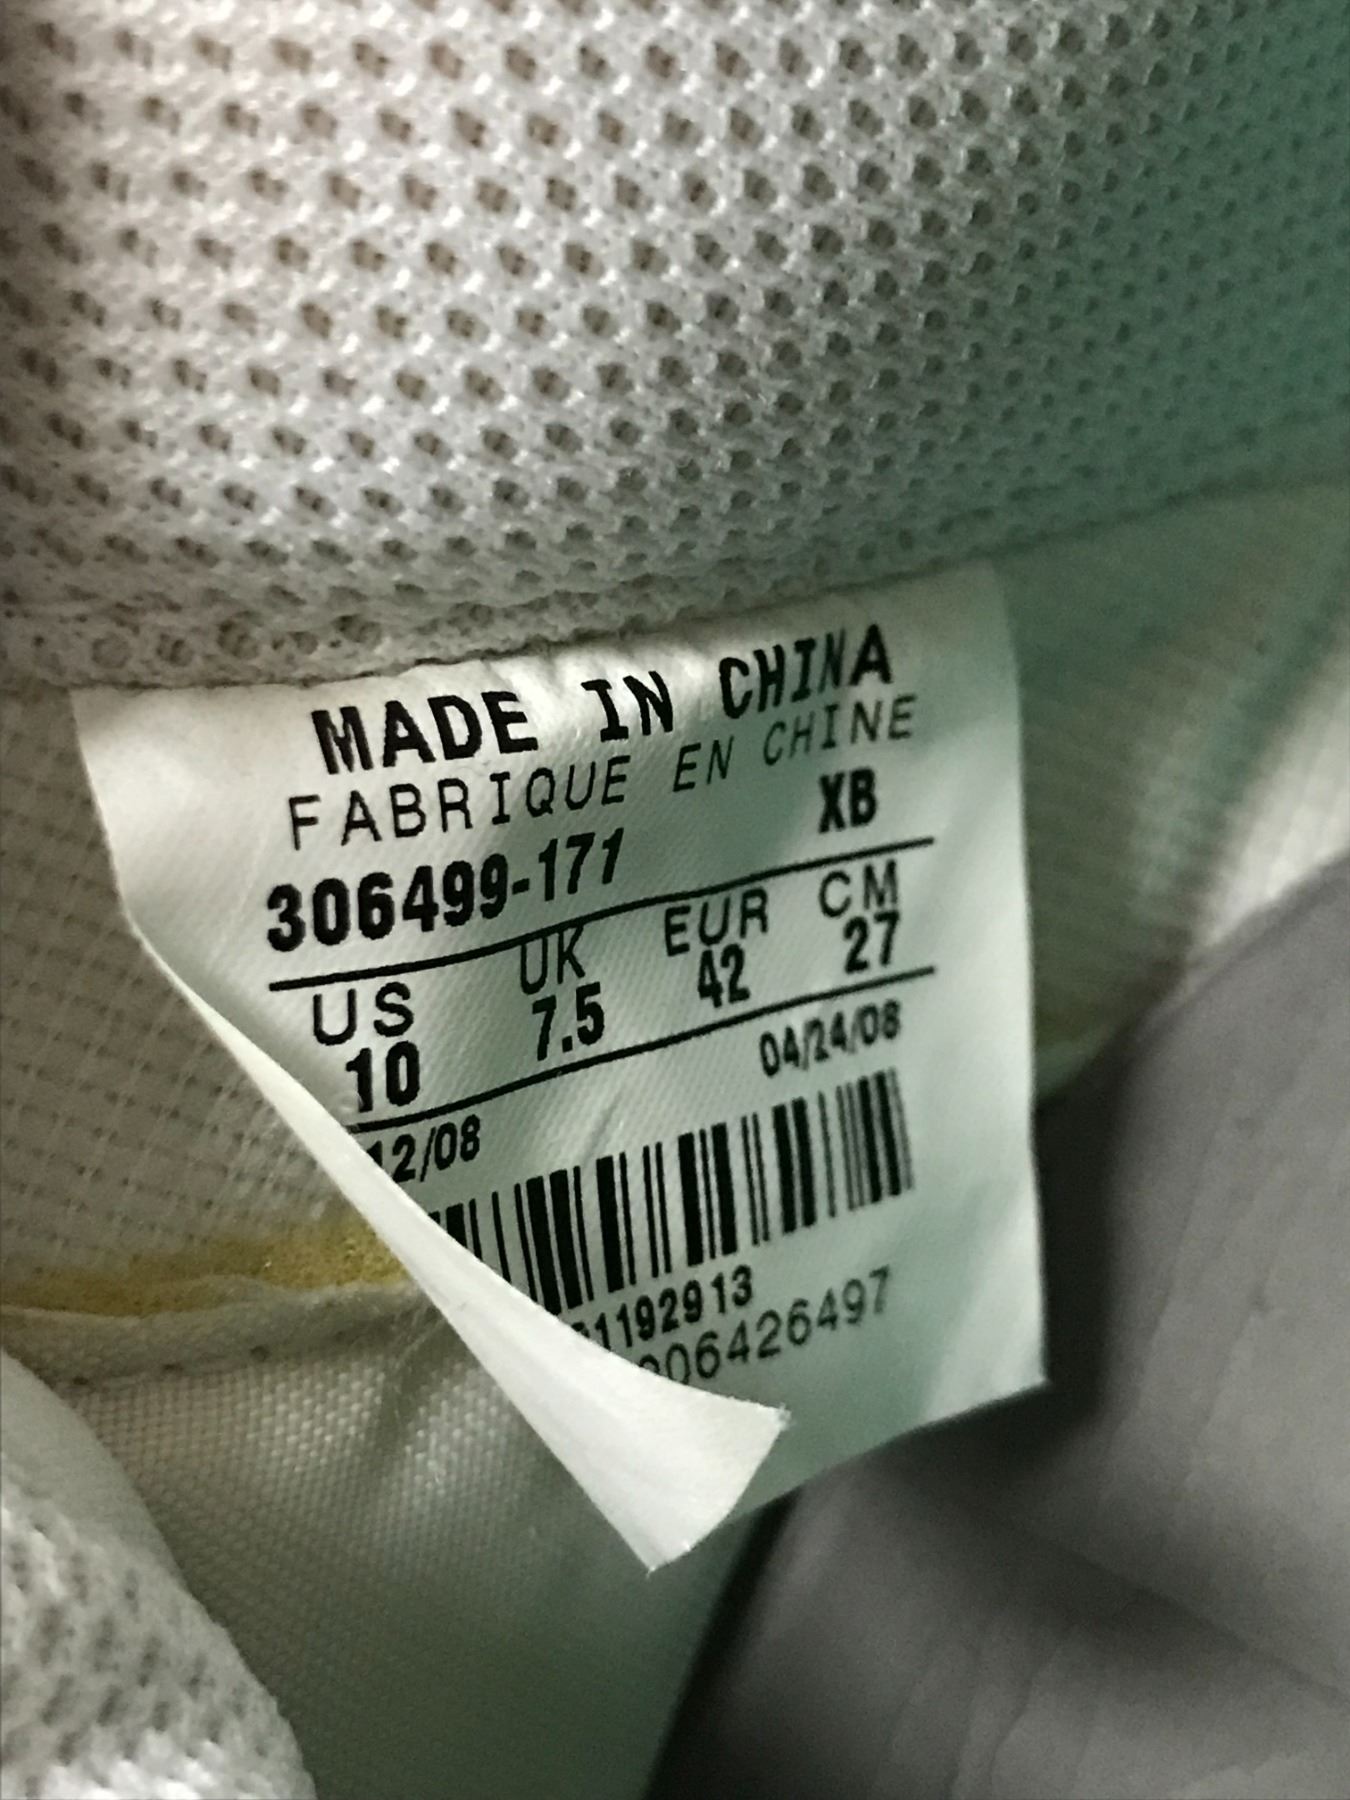 MADE IN CHINA
FABRIQUE EN CHINE
306499-171 XB
US UK EUR CM
10 7.5 42 27
12/08 04/24/08
1192913
06426497